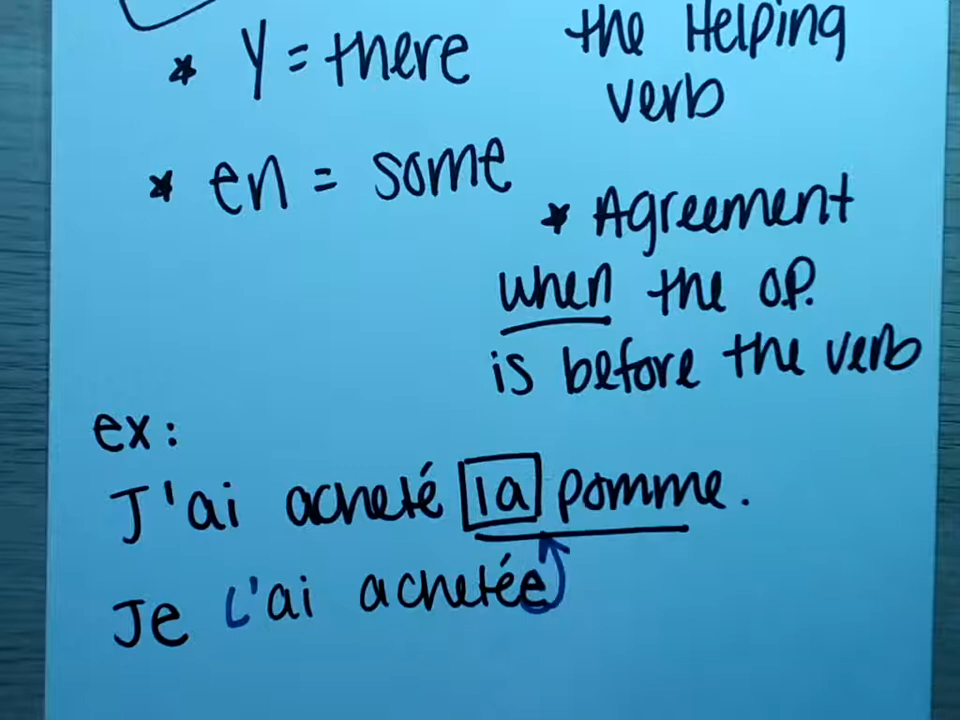 * y = there
* en = some
the Helping
verb
* Agreement
when the O.P.
is before the verb
ex:
J'ai acheté la pomme.
Je l'ai achetée